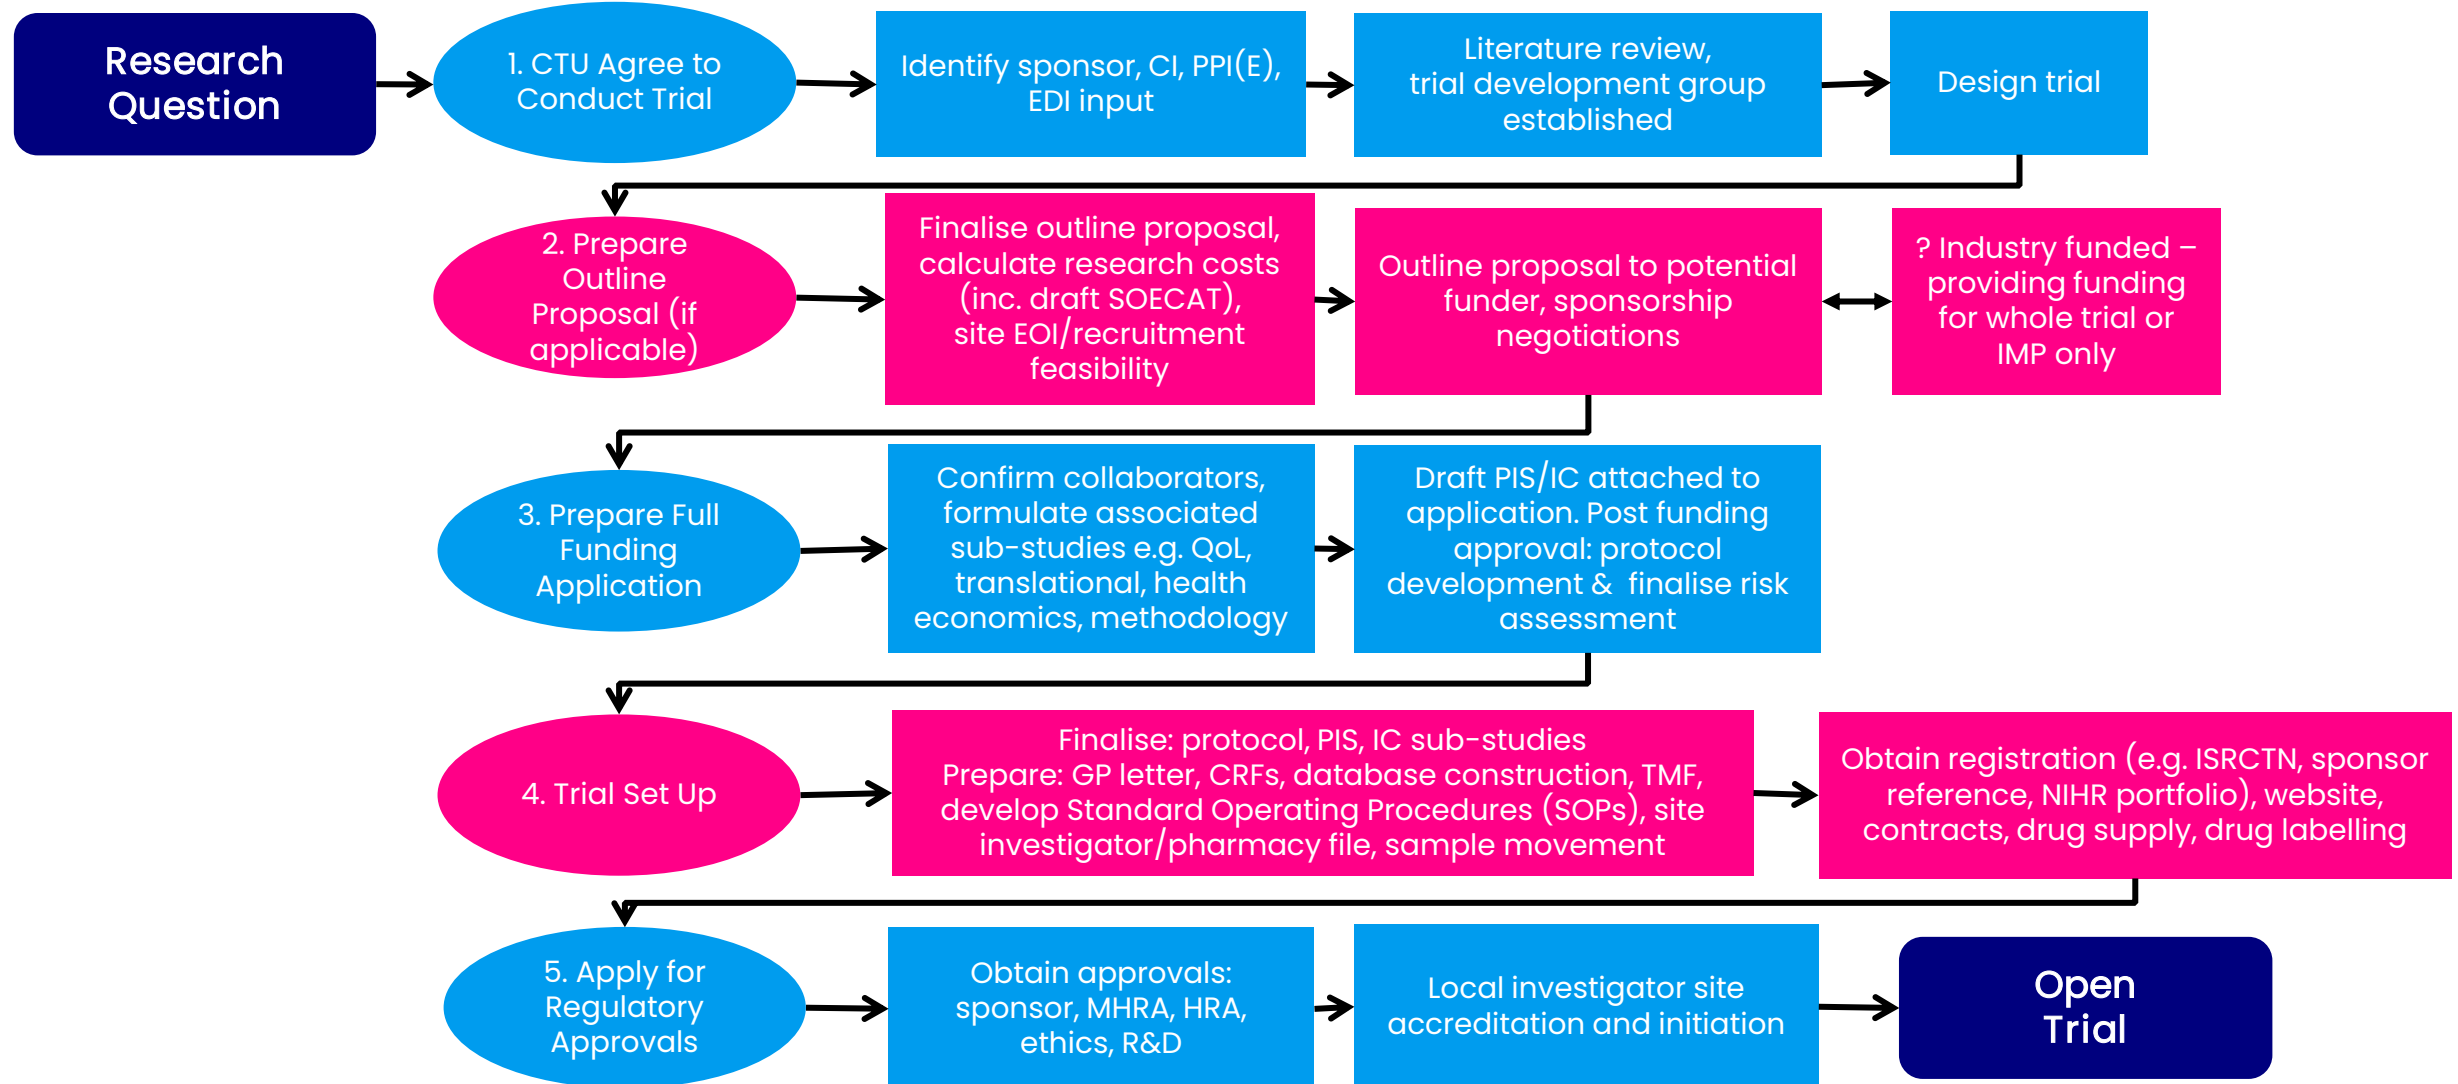 Research
Question
1. CTU Agree to
Conduct Trial
Identify sponsor, CI, PPI(E),
EDI input
Literature review,
trial development group
established
Design trial
2. Prepare
Outline
Proposal (if
applicable)
Finalise outline proposal,
calculate research costs
(inc. draft SOECAT),
site EOI/recruitment
feasibility
Outline proposal to potential
funder, sponsorship
negotiations
? Industry funded –
providing funding
for whole trial or
IMP only
3. Prepare Full
Funding
Application
Confirm collaborators,
formulate associated
sub-studies e.g. QoL,
translational, health
economics, methodology
Draft PIS/IC attached to
application. Post funding
approval: protocol
development &  finalise risk
assessment
4. Trial Set Up
Finalise: protocol, PIS, IC sub-studies
Prepare: GP letter, CRFs, database construction, TMF,
develop Standard Operating Procedures (SOPs), site
investigator/pharmacy file, sample movement
Obtain registration (e.g. ISRCTN, sponsor
reference, NIHR portfolio), website,
contracts, drug supply, drug labelling
5. Apply for
Regulatory
Approvals
Obtain approvals:
sponsor, MHRA, HRA,
ethics, R&D
Local investigator site
accreditation and initiation
Open
Trial